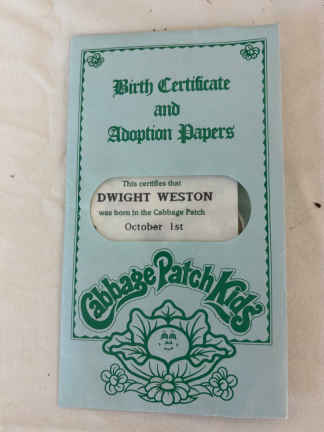 Birth Certificate
and
Adoption Papers
This certifies that
DWIGHT WESTON
was born in the Cabbage Patch
October 1st
Cabbage Patch Kids